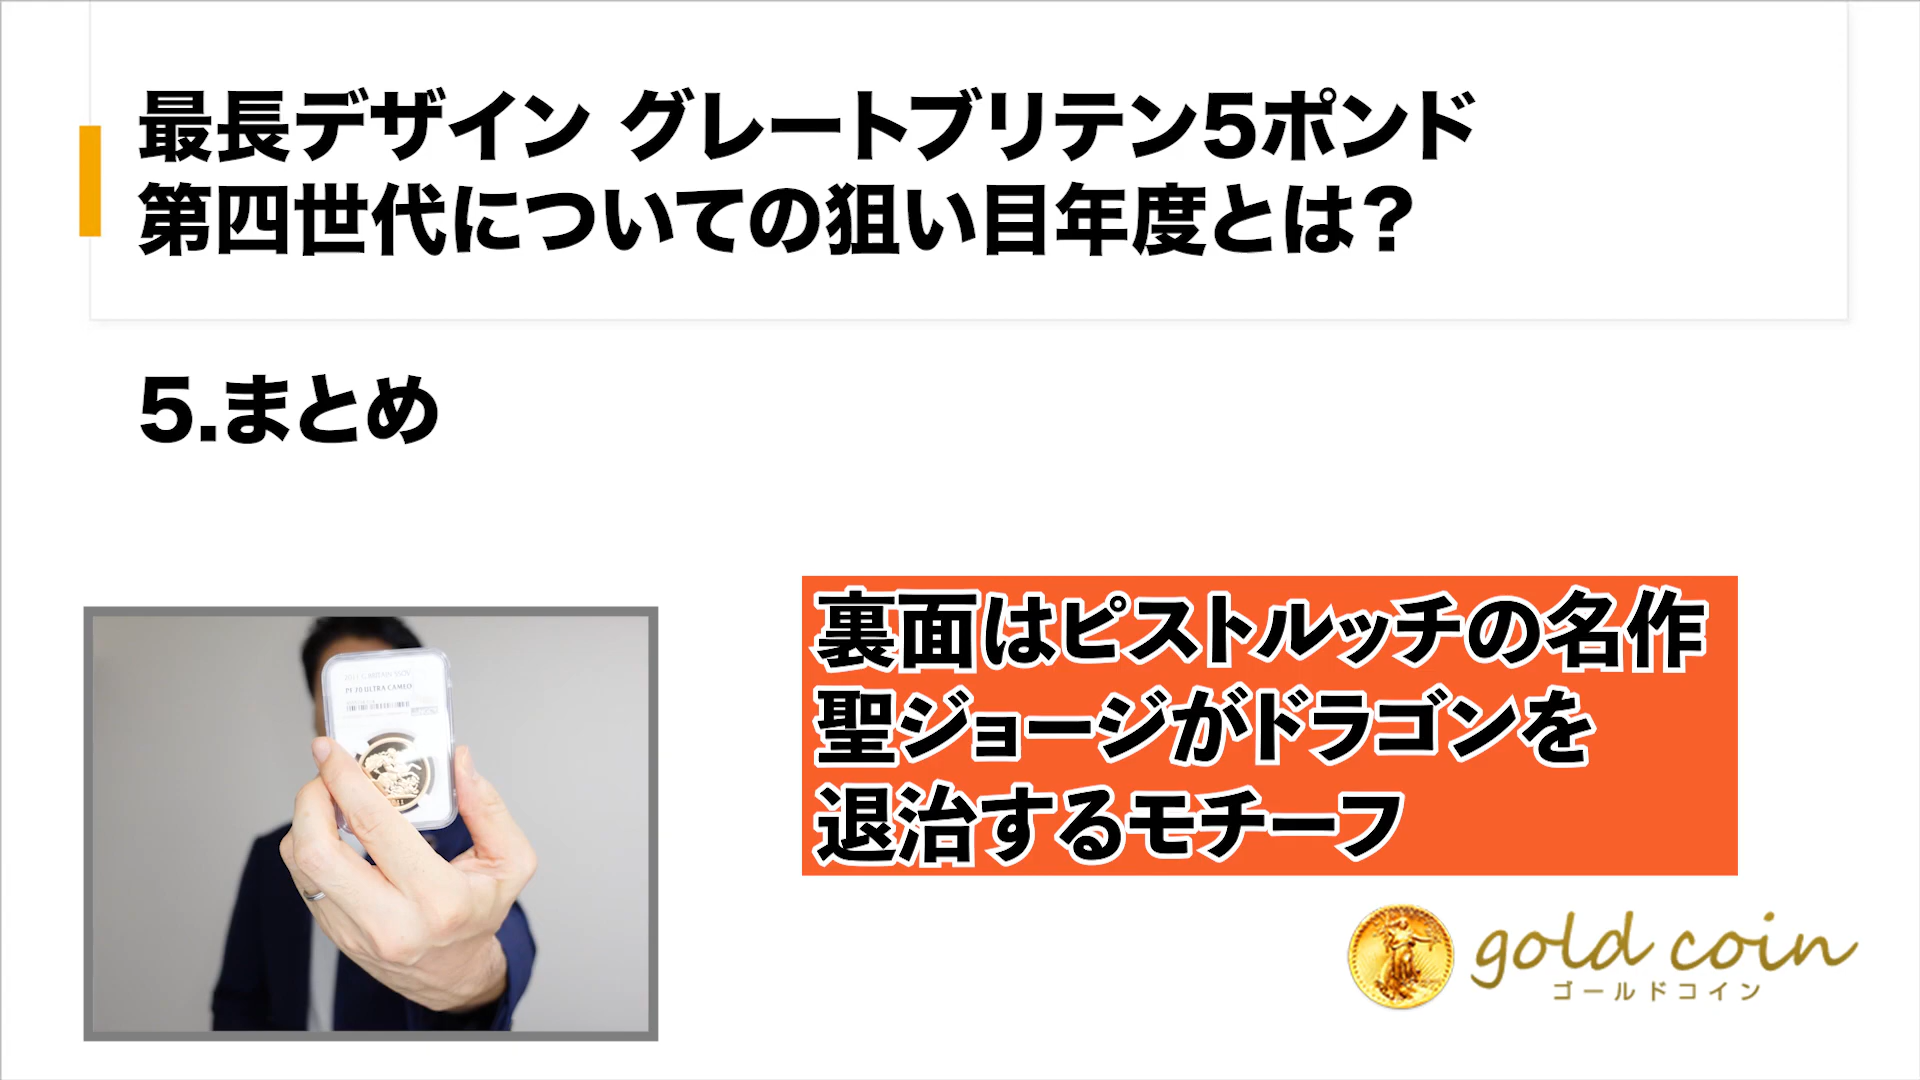 最長デザイン グレートブリテン5ポンド
第四世代についての狙い目年度とは？
5.まとめ
裏面はピストルッチの名作
聖ジョージがドラゴンを
退治するモチーフ
PF 70 ULTRA CAMEO
gold coin
ゴールドコイン